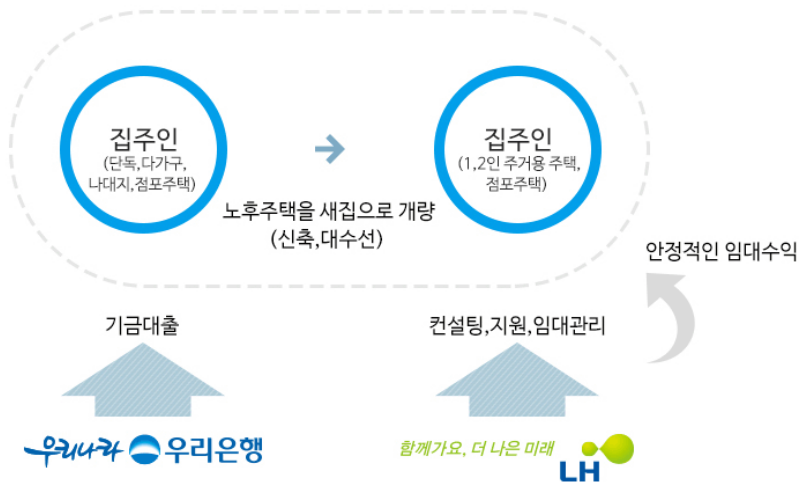 집주인
(단독,다가구,
나대지,점포주택)
집주인
(1,2인 주거용 주택,
점포주택)
노후주택을 새집으로 개량
(신축,대수선)
안정적인 임대수익
기금대출
컨설팅,지원,임대관리
우리나라 우리은행
함께가요, 더 나은 미래
LH